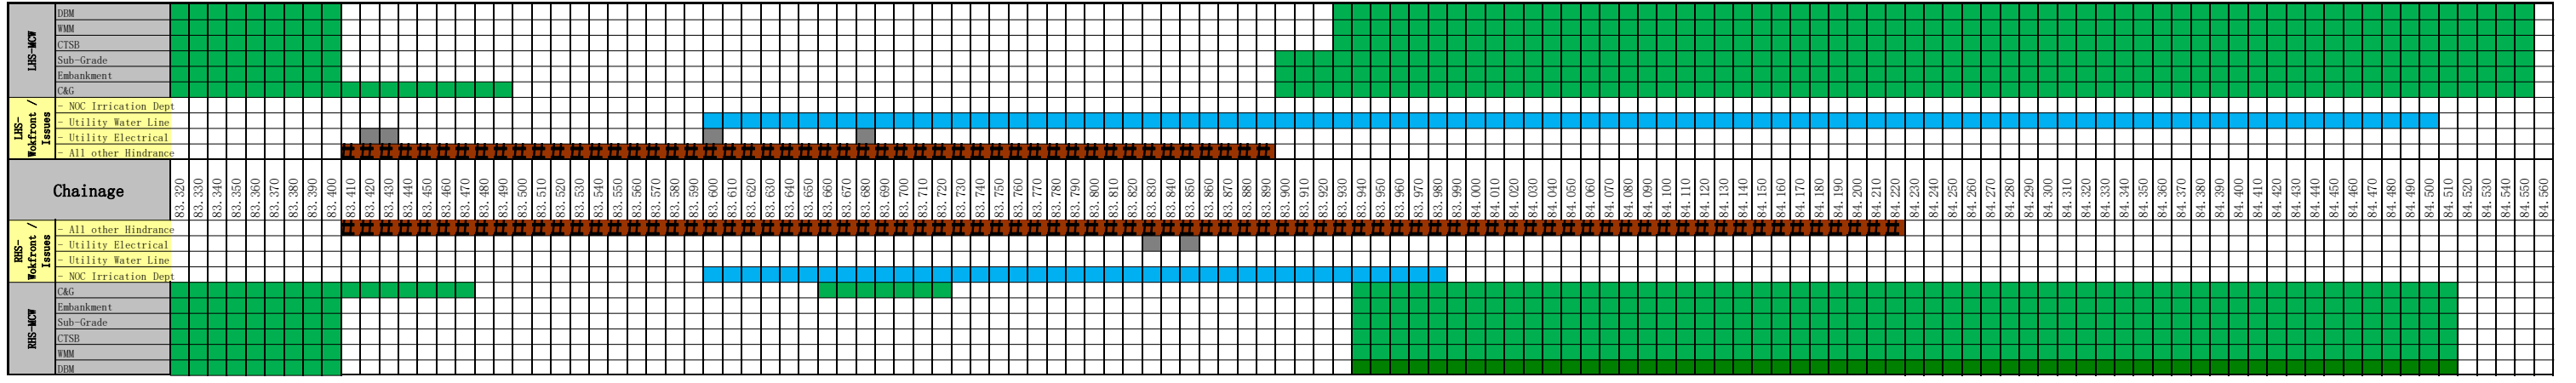 LHS-MCW
DBM
WMM
CTSB
Sub-Grade
Embankment
C&G
LHS-
Wokfront /
Issues
- NOC Irrication Dept
- Utility Water Line
- Utility Electrical
- All other Hindrance
Chainage
83.320 83.330 83.340 83.350 83.360 83.370 83.380 83.390 83.400 83.410 83.420 83.430 83.440 83.450 83.460 83.470 83.480 83.490 83.500 83.510 83.520 83.530 83.540 83.550 83.560 83.570 83.580 83.590 83.600 83.610 83.620 83.630 83.640 83.650 83.660 83.670 83.680 83.690 83.700 83.710 83.720 83.730 83.740 83.750 83.760 83.770 83.780 83.790 83.800 83.810 83.820 83.830 83.840 83.850 83.860 83.870 83.880 83.890 83.900 83.910 83.920 83.930 83.940 83.950 83.960 83.970 83.980 83.990 84.000 84.010 84.020 84.030 84.040 84.050 84.060 84.070 84.080 84.090 84.100 84.110 84.120 84.130 84.140 84.150 84.160 84.170 84.180 84.190 84.200 84.210 84.220 84.230 84.240 84.250 84.260 84.270 84.280 84.290 84.300 84.310 84.320 84.330 84.340 84.350 84.360 84.370 84.380 84.390 84.400 84.410 84.420 84.430 84.440 84.450 84.460 84.470 84.480 84.490 84.500 84.510 84.520 84.530 84.540 84.550 84.560
RHS-
Wokfront /
Issues
- All other Hindrance
- Utility Electrical
- Utility Water Line
- NOC Irrication Dept
RHS-MCW
C&G
Embankment
Sub-Grade
CTSB
WMM
DBM